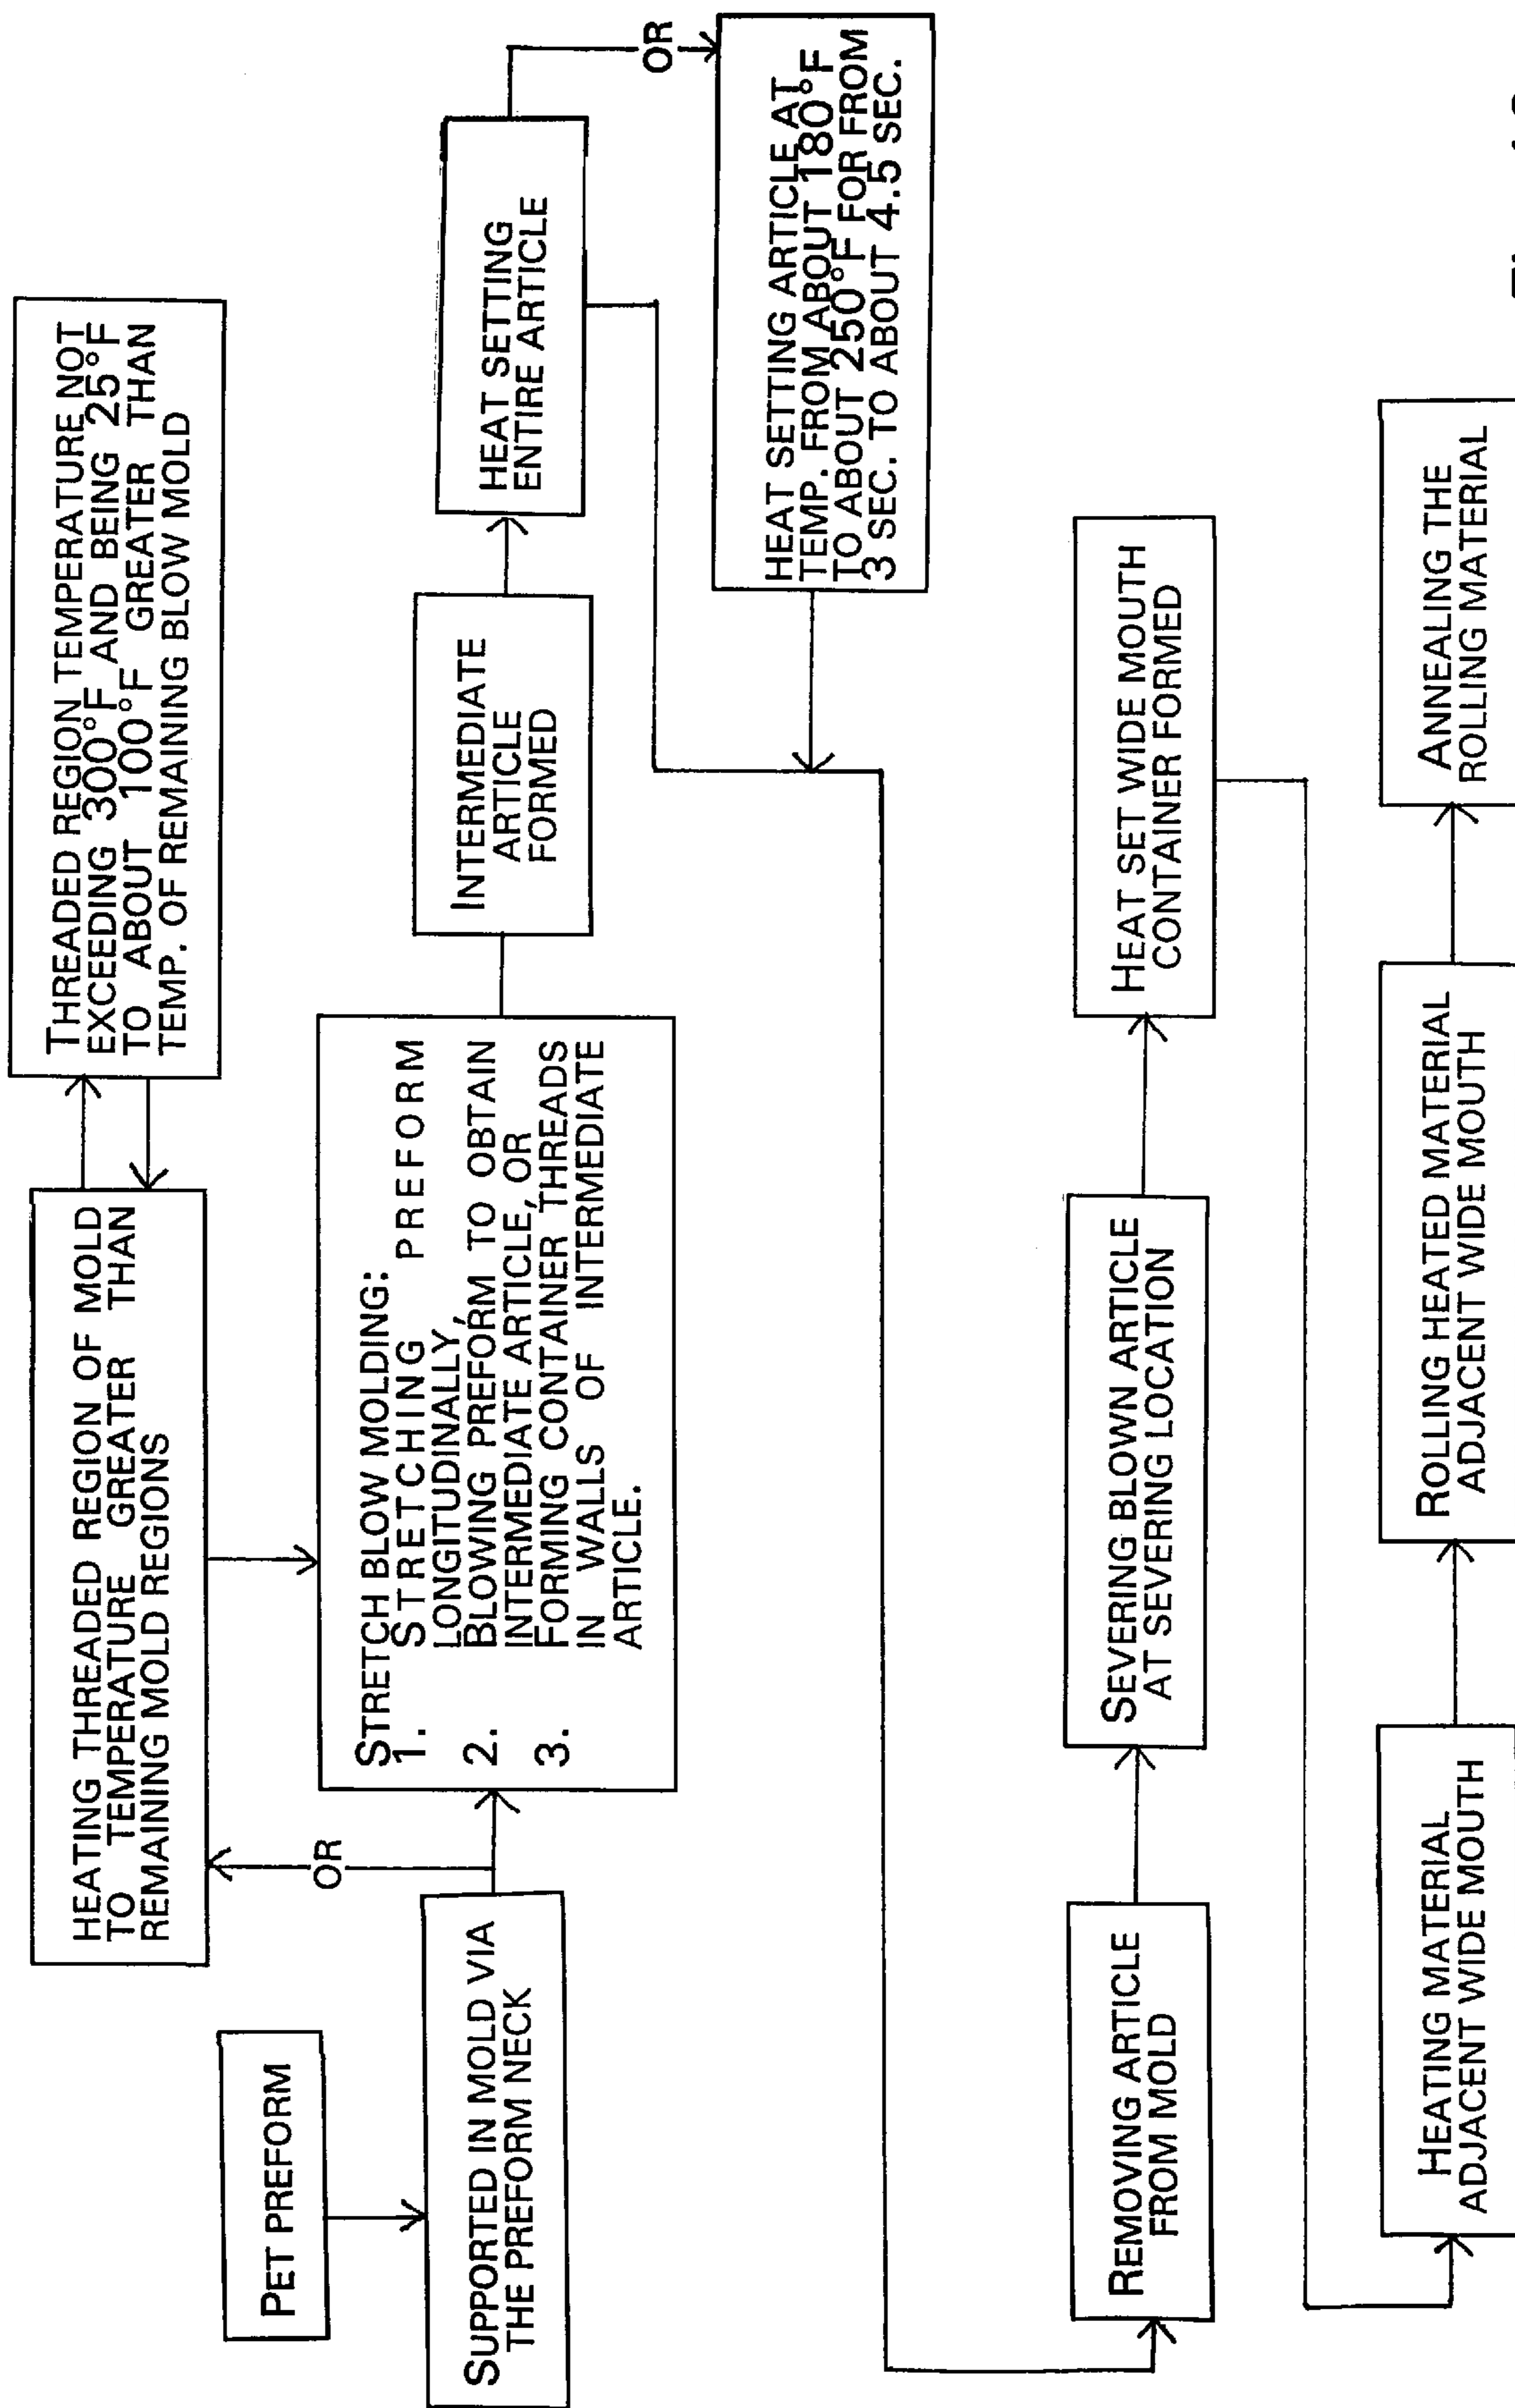 PET PREFORM
SUPPORTED IN MOLD VIA
THE PREFORM NECK
OR
HEATING THREADED REGION OF MOLD
TO TEMPERATURE GREATER THAN
REMAINING MOLD REGIONS
THREADED REGION TEMPERATURE NOT
EXCEEDING 300°F AND BEING 25°F
TO ABOUT 100°F GREATER THAN
TEMP. OF REMAINING BLOW MOLD
STRETCH BLOW MOLDING:
1. STRETCHING PREFORM
LONGITUDINALLY,
2. BLOWING PREFORM TO OBTAIN
INTERMEDIATE ARTICLE, OR
3. FORMING CONTAINER THREADS
IN WALLS OF INTERMEDIATE
ARTICLE.
INTERMEDIATE
ARTICLE
FORMED
HEAT SETTING
ENTIRE ARTICLE
OR
HEAT SETTING ARTICLE AT
TEMP. FROM ABOUT 180°F
TO ABOUT 250°F FOR FROM
3 SEC. TO ABOUT 4.5 SEC.
REMOVING ARTICLE
FROM MOLD
SEVERING BLOWN ARTICLE
AT SEVERING LOCATION
HEAT SET WIDE MOUTH
CONTAINER FORMED
HEATING MATERIAL
ADJACENT WIDE MOUTH
ROLLING HEATED MATERIAL
ADJACENT WIDE MOUTH
ANNEALING THE
ROLLING MATERIAL